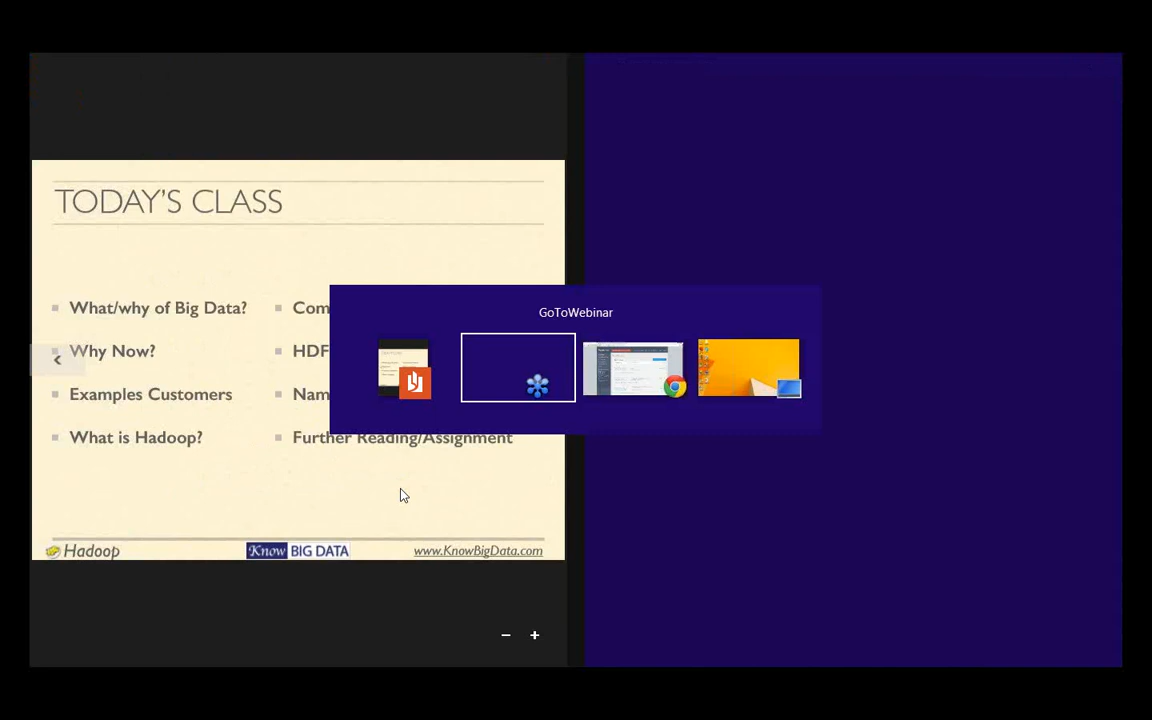 TODAY'S CLASS
GoToWebinar
What/why of Big Data?
Com
Why Now?
HDF
Examples Customers
Nam
What is Hadoop?
Further Reading/Assignment
Hadoop
Know BIG DATA
www.KnowBigData.com